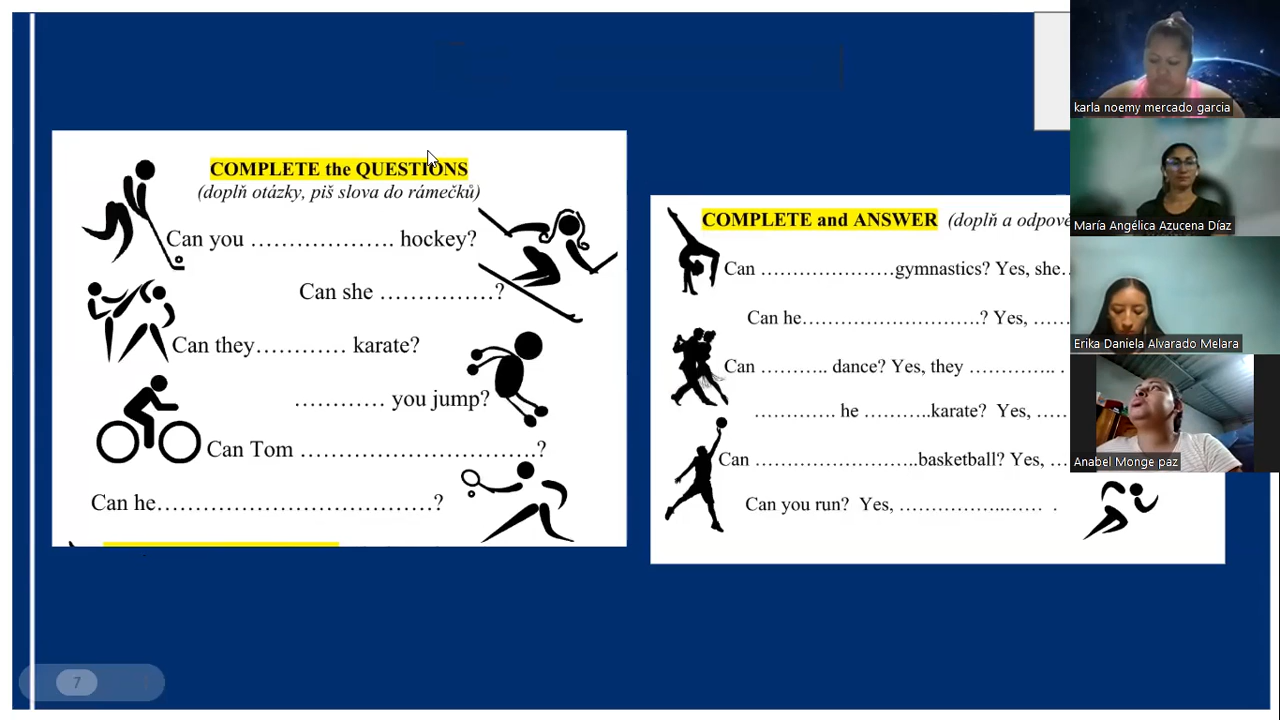 COMPLETE the QUESTIONS
(doplň otázky, piš slova do rámečků)
Can you ………………. hockey?
Can she ……………?
Can they………… karate?
………… you jump?
Can Tom …………………………….?
Can he………………………………?
COMPLETE and ANSWER (doplň a odpově
Can …………………gymnastics? Yes, she..
Can he……………………….? Yes, ……
Can ……….. dance? Yes, they ………….. .
…………. he ………..karate? Yes, ……
Can …………………….basketball? Yes, …
Can you run? Yes, ……………..…… .
7
karla noemy mercado garcia
María Angélica Azucena Díaz
Erika Daniela Alvarado Melara
Anabel Monge paz